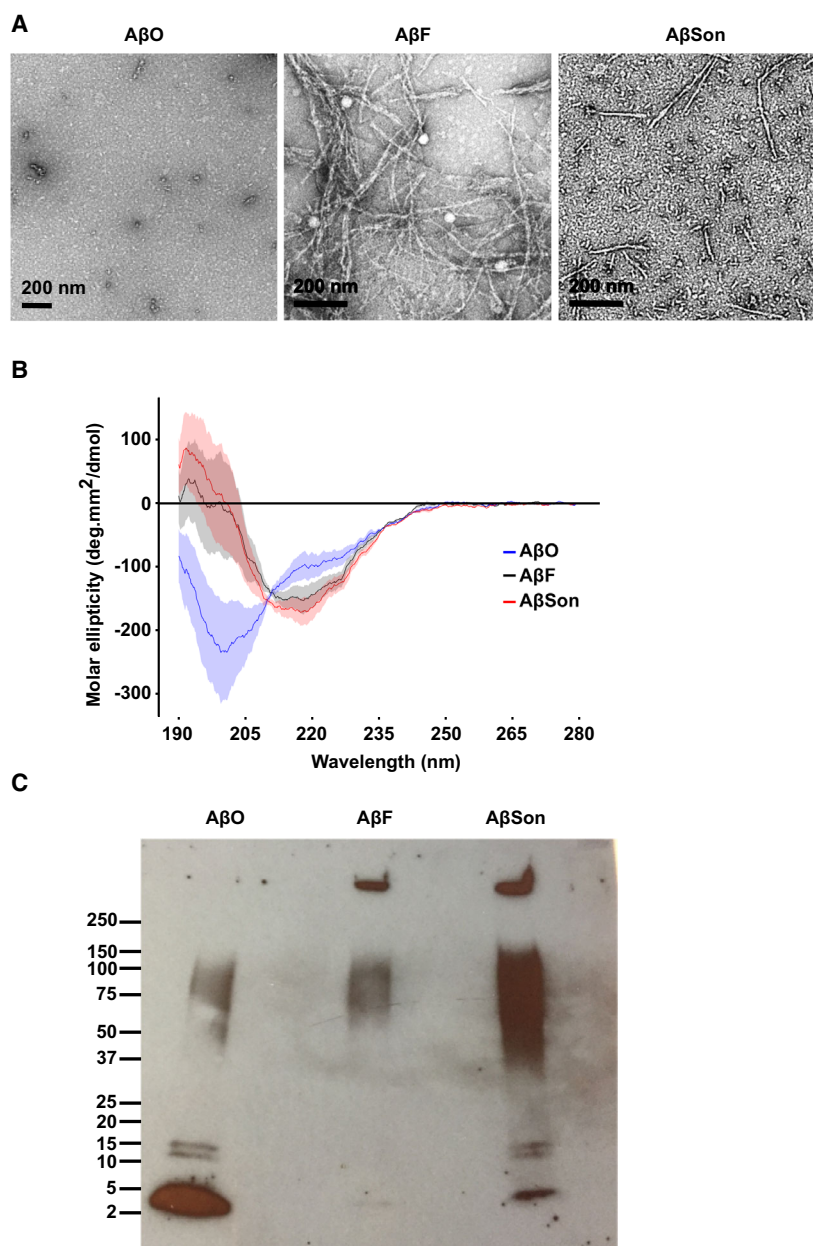 A
AβO
AβF
AβSon
200 nm
200 nm
200 nm
B
Molar ellipticity (deg.mm²/dmol)
100
0
-100
-200
-300
190
205
220
235
250
265
280
Wavelength (nm)
AβO
AβF
AβSon
C
AβO
AβF
AβSon
250
150
100
75
50
37
25
20
15
10
5
2